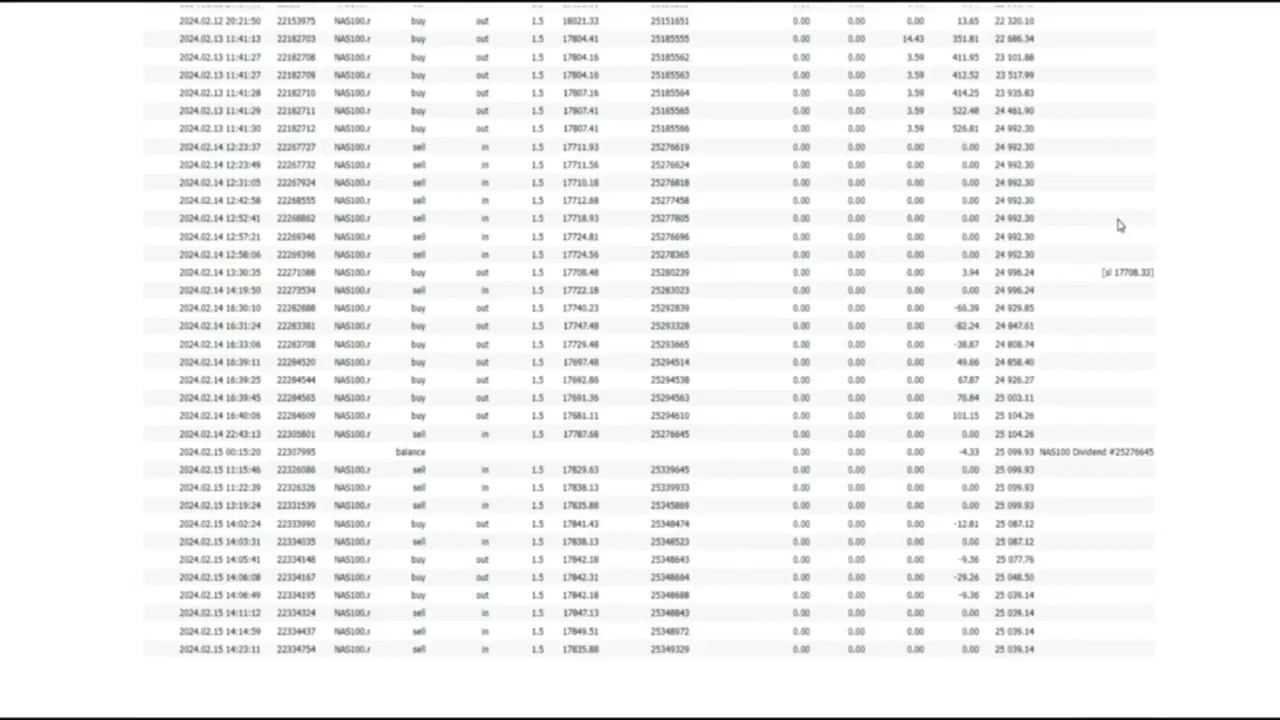 2024.02.12 20:21:50 22153975 NAS100.r buy out 1.5 18021.33 25151651 0.00 0.00 0.00 13.65 22 320.10
2024.02.13 11:41:13 22182703 NAS100.r buy out 1.5 17804.41 25185555 0.00 0.00 14.43 351.81 22 686.34
2024.02.13 11:41:27 22182708 NAS100.r buy out 1.5 17804.16 25185562 0.00 0.00 3.59 411.95 23 101.88
2024.02.13 11:41:27 22182709 NAS100.r buy out 1.5 17804.16 25185563 0.00 0.00 3.59 412.52 23 517.99
2024.02.13 11:41:28 22182710 NAS100.r buy out 1.5 17807.16 25185564 0.00 0.00 3.59 414.25 23 935.83
2024.02.13 11:41:29 22182711 NAS100.r buy out 1.5 17807.41 25185565 0.00 0.00 3.59 522.48 24 461.90
2024.02.13 11:41:30 22182712 NAS100.r buy out 1.5 17807.41 25185566 0.00 0.00 3.59 526.81 24 992.30
2024.02.14 12:23:37 22267727 NAS100.r sell in 1.5 17711.93 25276619 0.00 0.00 0.00 0.00 24 992.30
2024.02.14 12:23:49 22267732 NAS100.r sell in 1.5 17711.56 25276624 0.00 0.00 0.00 0.00 24 992.30
2024.02.14 12:31:05 22267924 NAS100.r sell in 1.5 17710.18 25276818 0.00 0.00 0.00 0.00 24 992.30
2024.02.14 12:42:58 22268555 NAS100.r sell in 1.5 17712.68 25277458 0.00 0.00 0.00 0.00 24 992.30
2024.02.14 12:52:41 22268862 NAS100.r sell in 1.5 17718.93 25277805 0.00 0.00 0.00 0.00 24 992.30
2024.02.14 12:57:21 22269346 NAS100.r sell in 1.5 17724.81 25276696 0.00 0.00 0.00 0.00 24 992.30
2024.02.14 12:58:06 22269396 NAS100.r sell in 1.5 17724.56 25278365 0.00 0.00 0.00 0.00 24 992.30
2024.02.14 13:30:35 22271088 NAS100.r buy out 1.5 17708.48 25280239 0.00 0.00 0.00 3.94 24 996.24 [sl 17708.33]
2024.02.14 14:19:50 22273534 NAS100.r sell in 1.5 17722.18 25283023 0.00 0.00 0.00 0.00 24 996.24
2024.02.14 16:30:10 22282888 NAS100.r buy out 1.5 17740.23 25292839 0.00 0.00 0.00 -66.39 24 929.85
2024.02.14 16:31:24 22283381 NAS100.r buy out 1.5 17747.48 25293328 0.00 0.00 0.00 -82.24 24 847.61
2024.02.14 16:33:06 22283708 NAS100.r buy out 1.5 17729.48 25293665 0.00 0.00 0.00 -38.87 24 808.74
2024.02.14 16:39:11 22284520 NAS100.r buy out 1.5 17697.48 25294514 0.00 0.00 0.00 49.66 24 858.40
2024.02.14 16:39:25 22284544 NAS100.r buy out 1.5 17692.86 25294538 0.00 0.00 0.00 67.87 24 926.27
2024.02.14 16:39:45 22284565 NAS100.r buy out 1.5 17691.36 25294563 0.00 0.00 0.00 76.84 25 003.11
2024.02.14 16:40:06 22284609 NAS100.r buy out 1.5 17681.11 25294610 0.00 0.00 0.00 101.15 25 104.26
2024.02.14 22:43:13 22305801 NAS100.r sell in 1.5 17787.68 25276645 0.00 0.00 0.00 0.00 25 104.26
2024.02.15 00:15:20 22307995 balance 0.00 0.00 0.00 -4.33 25 099.93 NAS100 Dividend #25276645
2024.02.15 11:15:46 22326086 NAS100.r sell in 1.5 17829.63 25339645 0.00 0.00 0.00 0.00 25 099.93
2024.02.15 11:22:39 22326326 NAS100.r sell in 1.5 17838.13 25339933 0.00 0.00 0.00 0.00 25 099.93
2024.02.15 13:19:24 22331539 NAS100.r sell in 1.5 17835.88 25345869 0.00 0.00 0.00 0.00 25 099.93
2024.02.15 14:02:24 22333990 NAS100.r buy out 1.5 17841.43 25348474 0.00 0.00 0.00 -12.81 25 087.12
2024.02.15 14:03:31 22334035 NAS100.r sell in 1.5 17838.13 25348523 0.00 0.00 0.00 0.00 25 087.12
2024.02.15 14:05:41 22334148 NAS100.r buy out 1.5 17842.18 25348643 0.00 0.00 0.00 -9.36 25 077.76
2024.02.15 14:06:08 22334167 NAS100.r buy out 1.5 17842.31 25348664 0.00 0.00 0.00 -29.26 25 048.50
2024.02.15 14:06:49 22334195 NAS100.r buy out 1.5 17842.18 25348688 0.00 0.00 0.00 -9.36 25 039.14
2024.02.15 14:11:12 22334324 NAS100.r sell in 1.5 17847.13 25348843 0.00 0.00 0.00 0.00 25 039.14
2024.02.15 14:14:59 22334437 NAS100.r sell in 1.5 17849.51 25348972 0.00 0.00 0.00 0.00 25 039.14
2024.02.15 14:23:11 22334754 NAS100.r sell in 1.5 17835.88 25349329 0.00 0.00 0.00 0.00 25 039.14